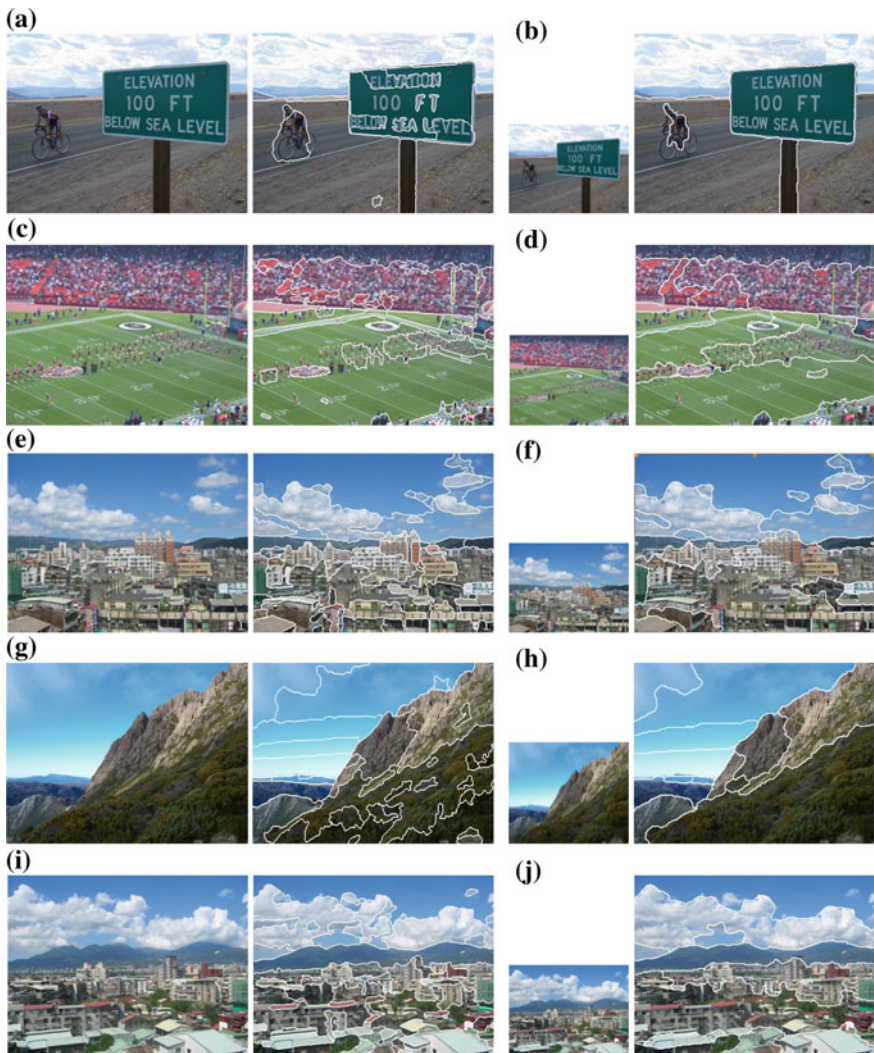 (a)
(b)
ELEVATION
100 FT
BELOW SEA LEVEL
ELEVATION
100 FT
BELOW SEA LEVEL
ELEVATION
100 FT
BELOW SEA LEVEL
ELEVATION
100 FT
BELOW SEA LEVEL
(c)
(d)
(e)
(f)
(g)
(h)
(i)
(j)